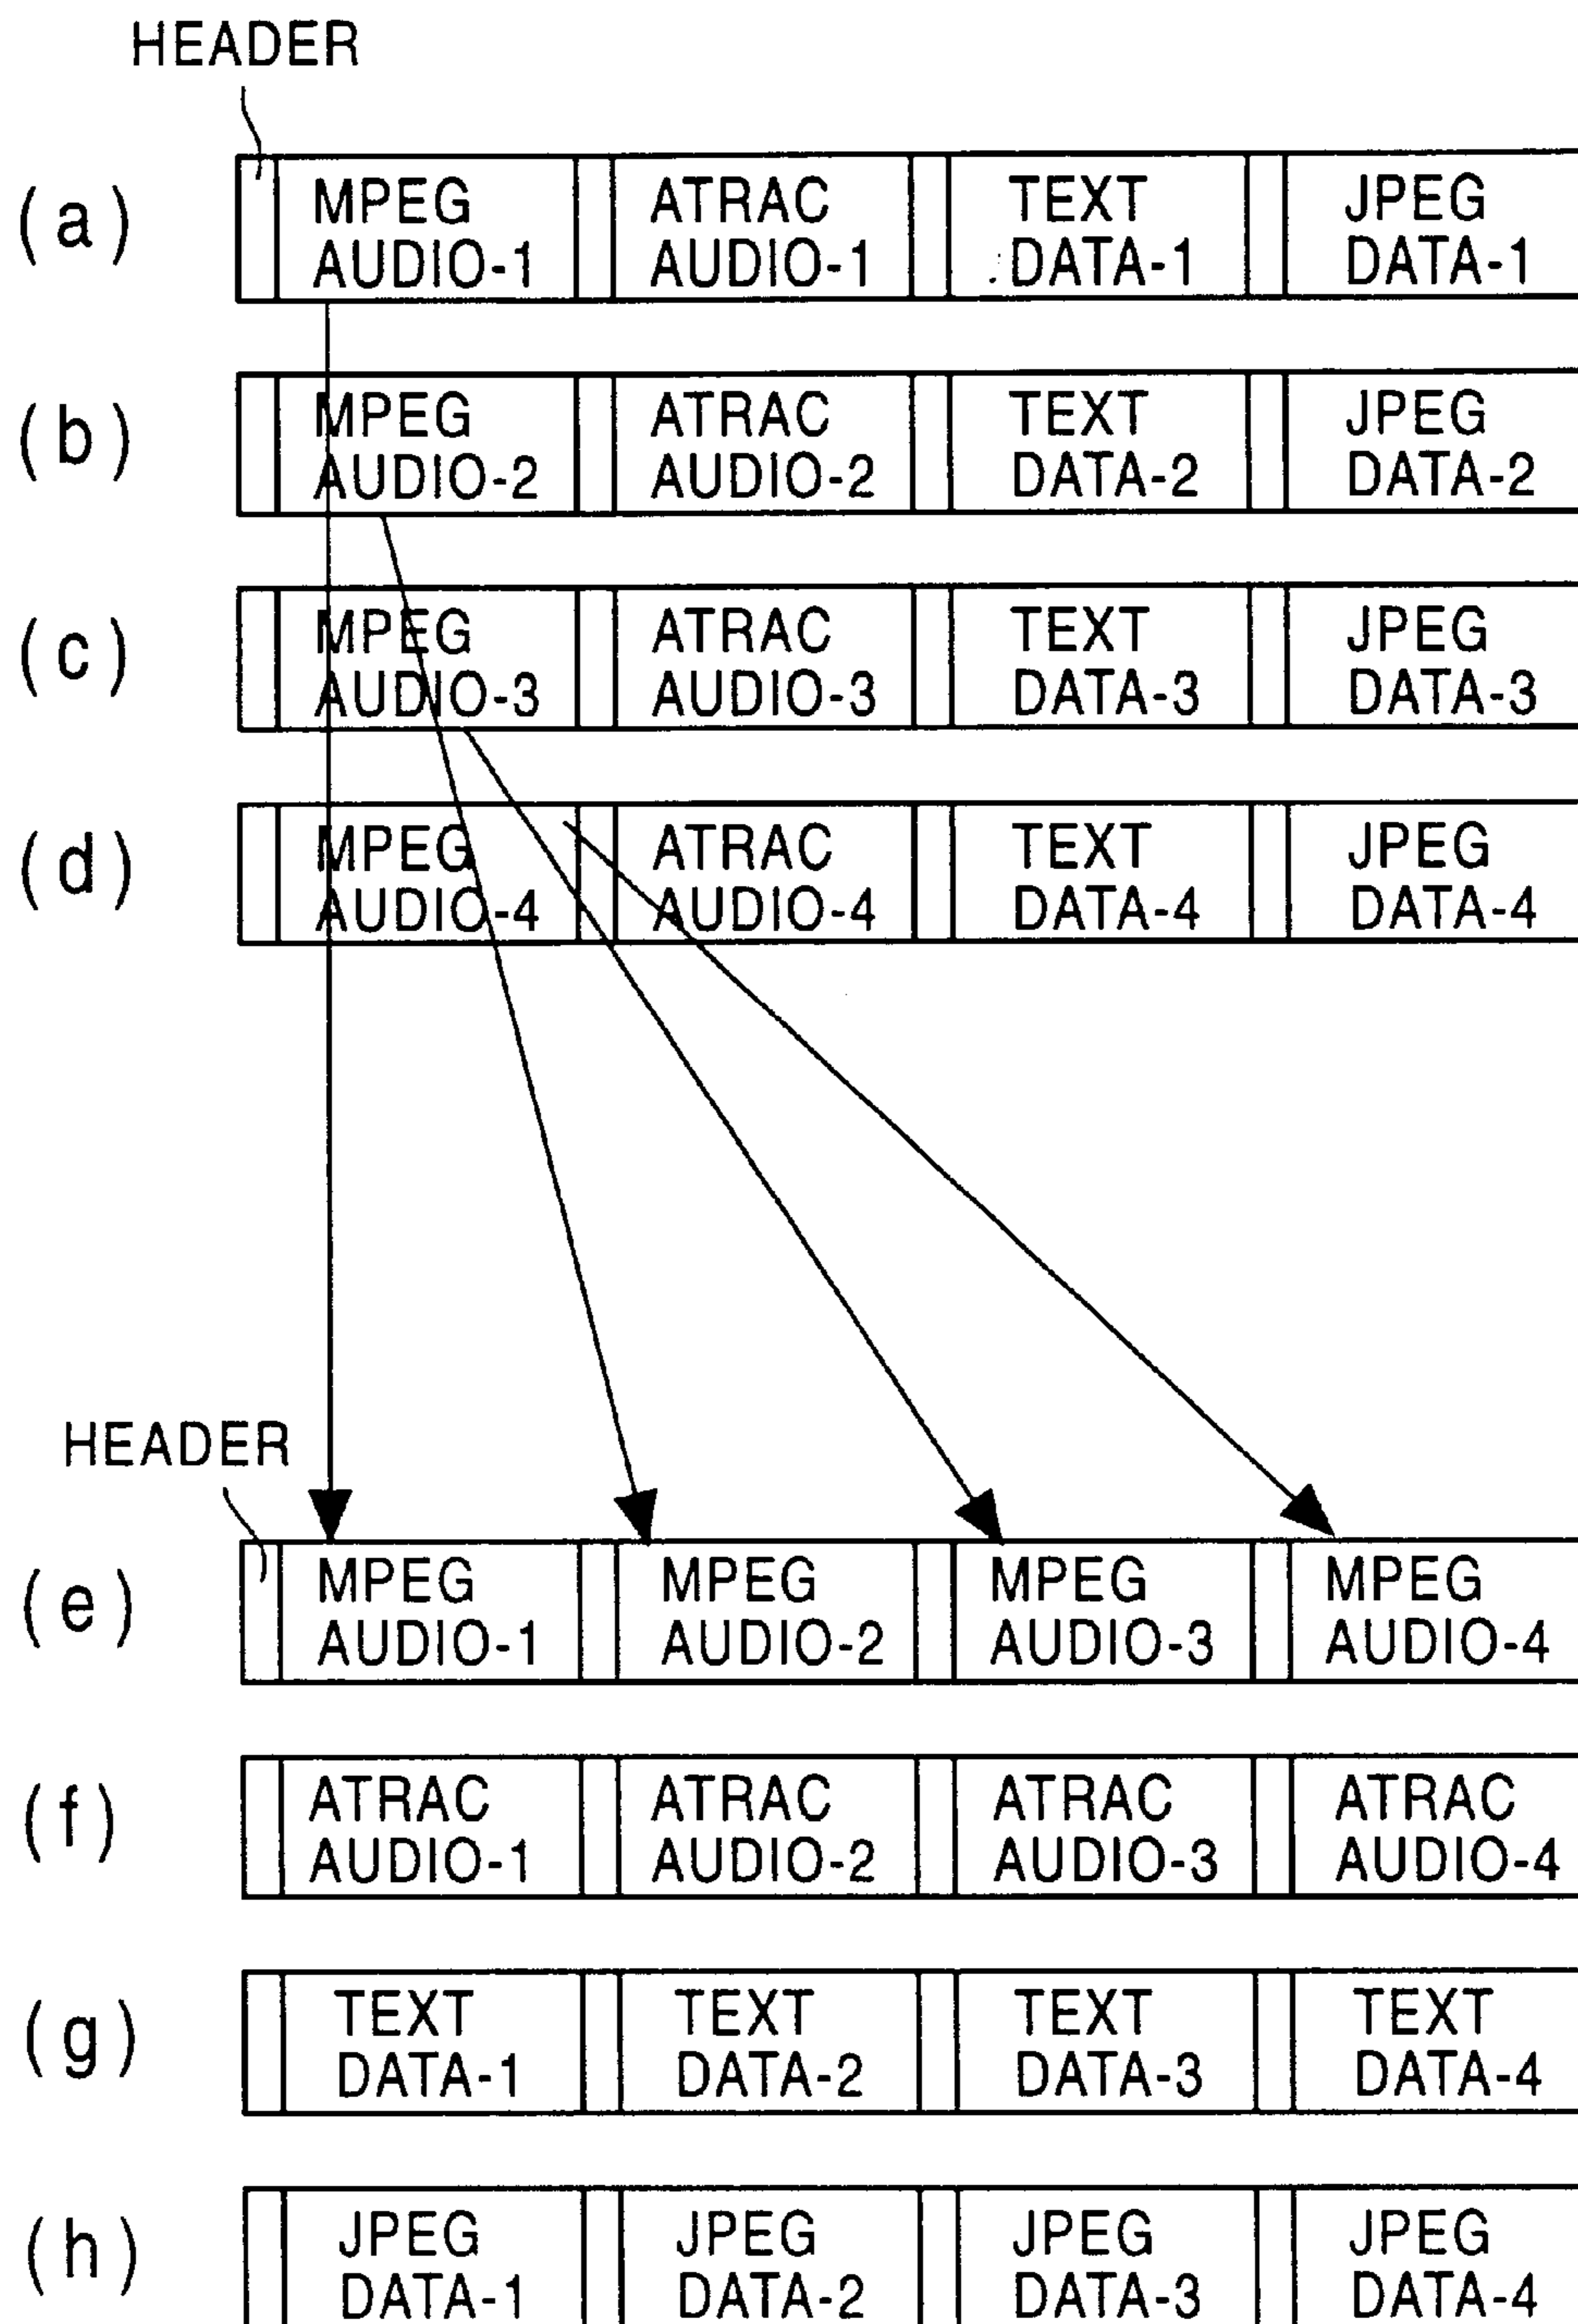 HEADER
(a)
MPEG ATRAC TEXT JPEG
AUDIO-1 AUDIO-1 DATA-1 DATA-1
(b)
MPEG ATRAC TEXT JPEG
AUDIO-2 AUDIO-2 DATA-2 DATA-2
(c)
MPEG ATRAC TEXT JPEG
AUDIO-3 AUDIO-3 DATA-3 DATA-3
(d)
MPEG ATRAC TEXT JPEG
AUDIO-4 AUDIO-4 DATA-4 DATA-4
HEADER
(e)
MPEG MPEG MPEG MPEG
AUDIO-1 AUDIO-2 AUDIO-3 AUDIO-4
(f)
ATRAC ATRAC ATRAC ATRAC
AUDIO-1 AUDIO-2 AUDIO-3 AUDIO-4
(g)
TEXT TEXT TEXT TEXT
DATA-1 DATA-2 DATA-3 DATA-4
(h)
JPEG JPEG JPEG JPEG
DATA-1 DATA-2 DATA-3 DATA-4